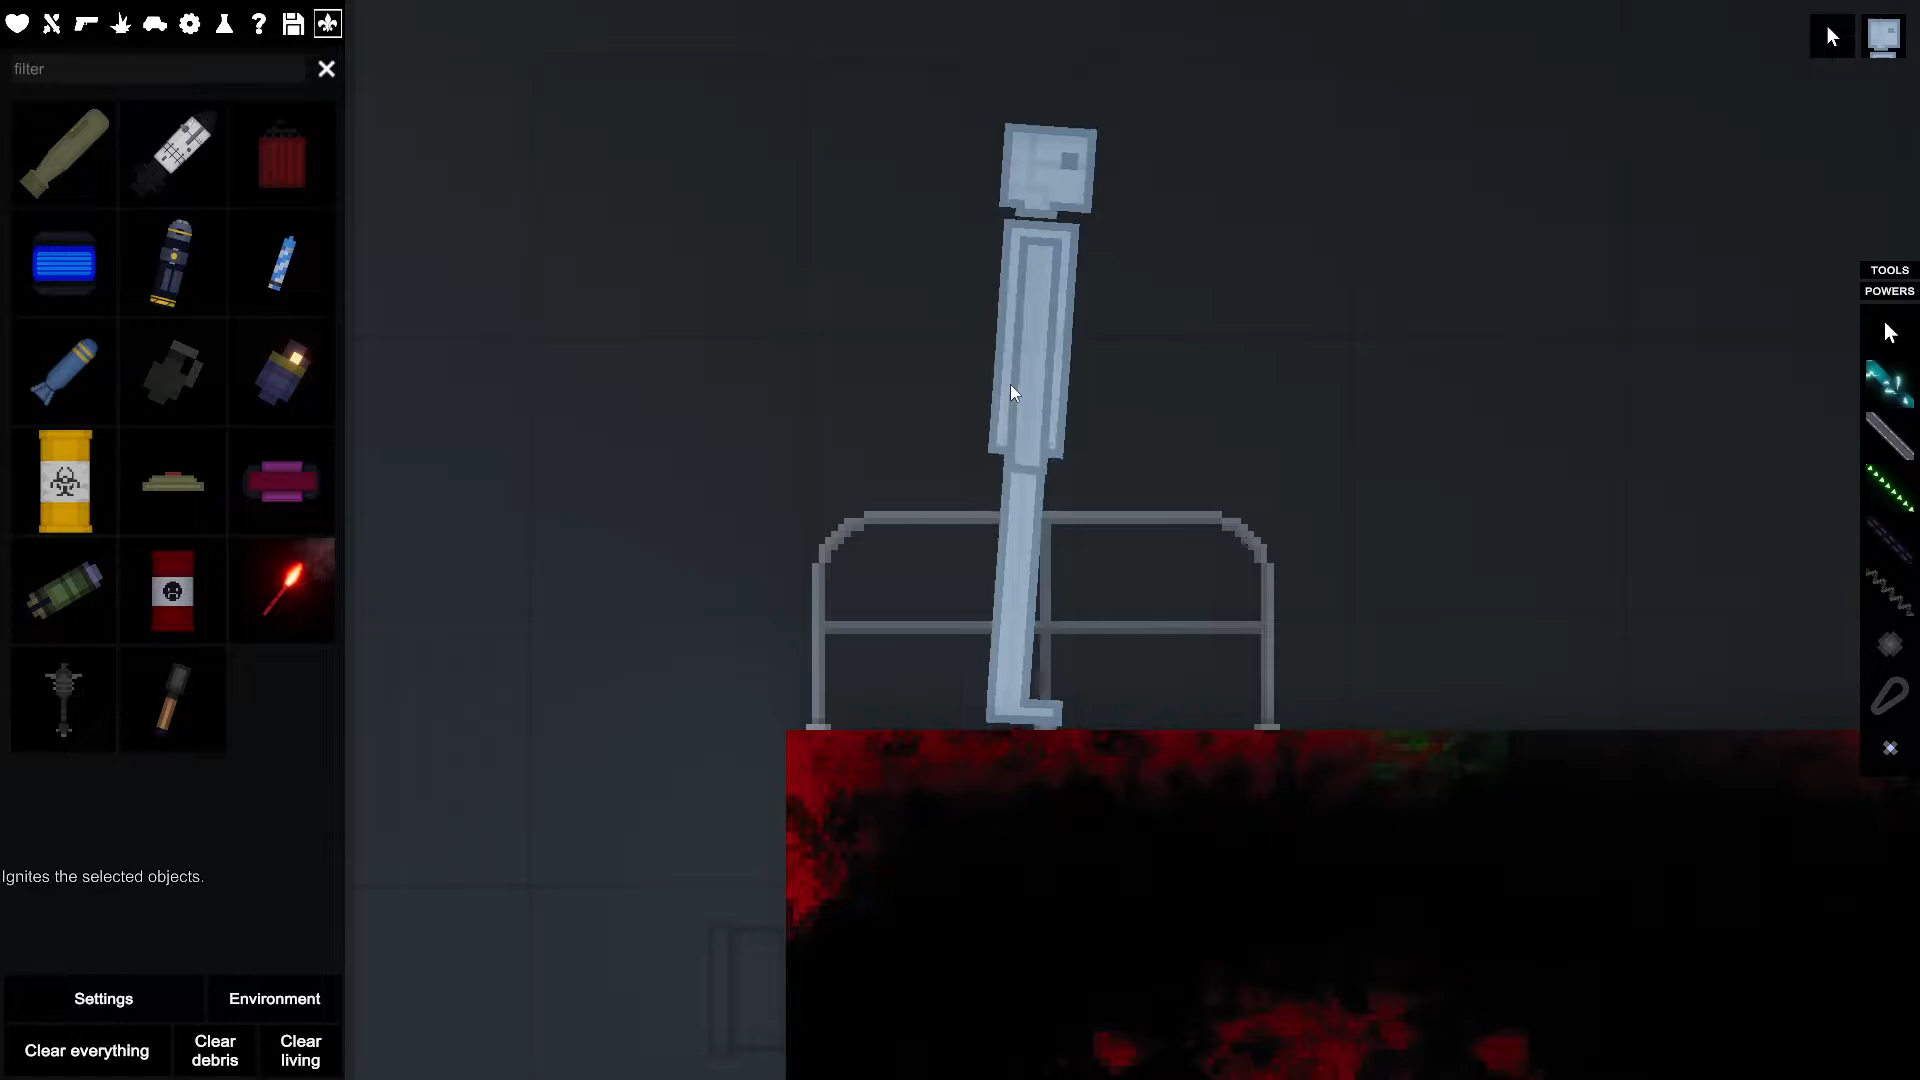 filter
TOOLS
POWERS
Ignites the selected objects.
Settings
Environment
Clear everything
Clear
debris
Clear
living